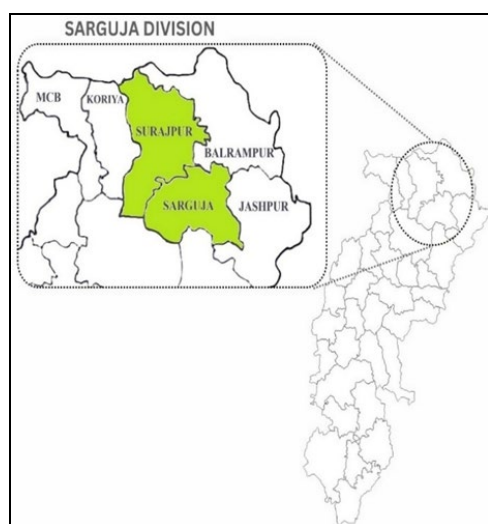 SARGUJA DIVISION
MCB
KORIYA
SURAJPUR
BALRAMPUR
SARGUJA
JASHPUR